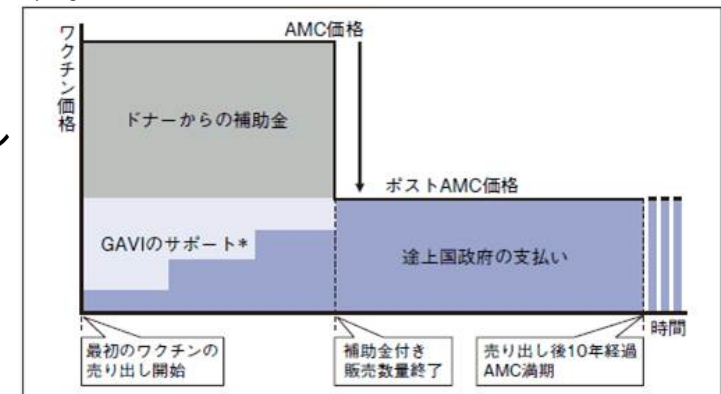 ワクチン価格
AMC価格
ドナーからの補助金
ポストAMC価格
GAVIのサポート*
途上国政府の支払い
時間
最初のワクチンの
売り出し開始
補助金付き
販売数量終了
売り出し後10年経過
AMC満期